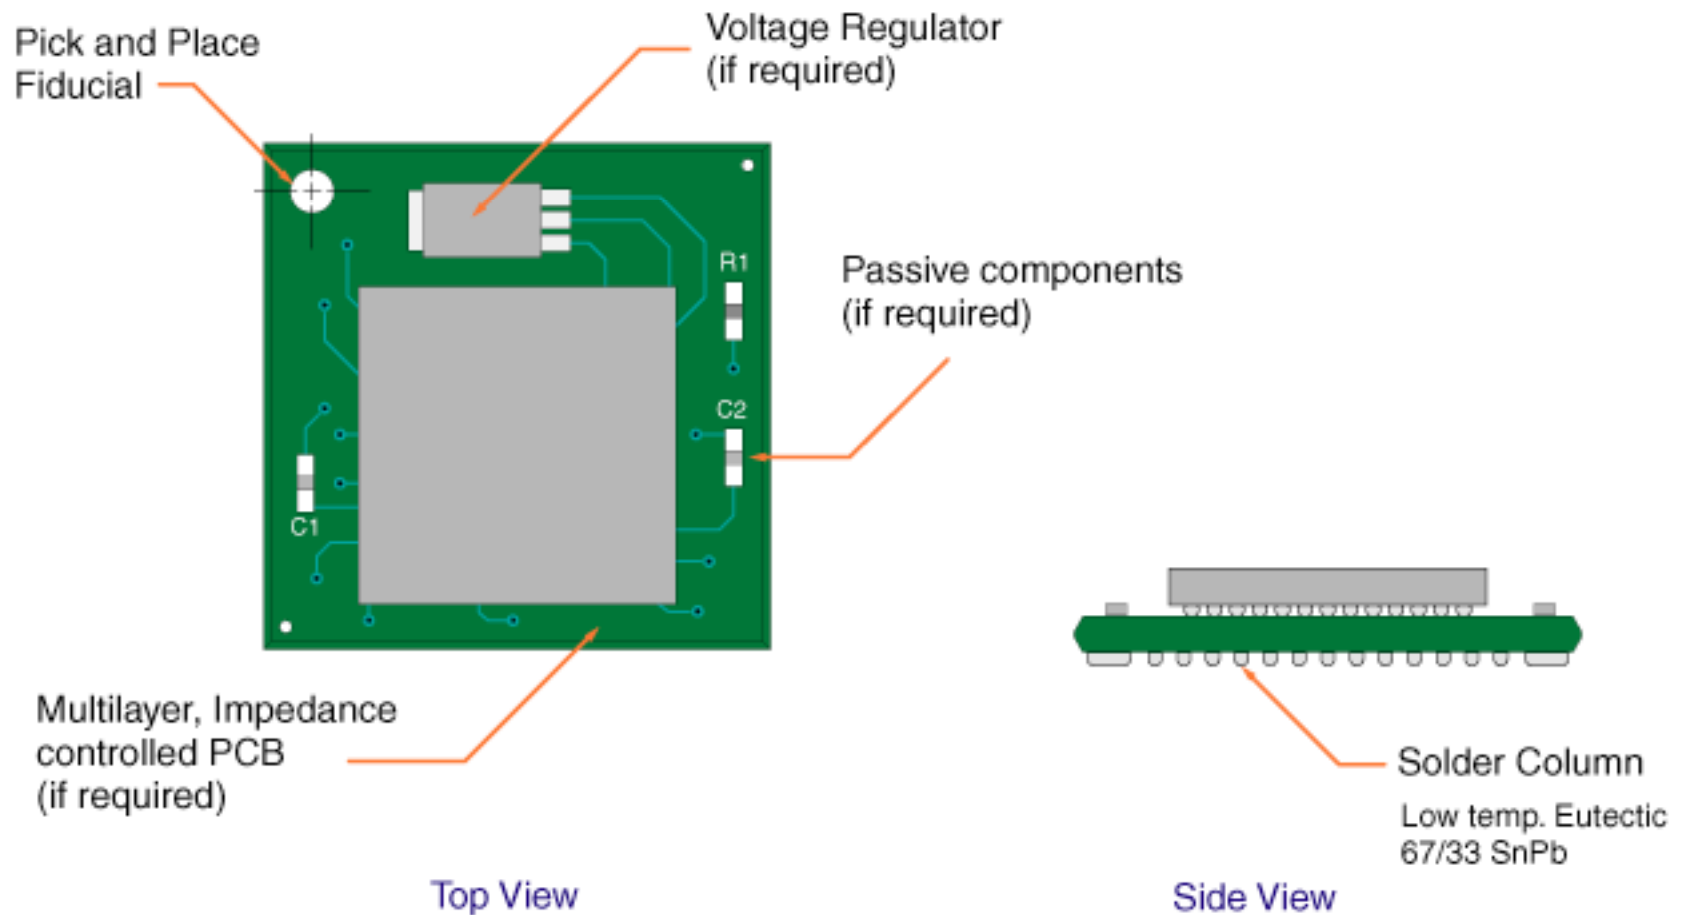 Pick and Place
Fiducial
Voltage Regulator
(if required)
R1
Passive components
(if required)
C2
C1
Multilayer, Impedance
controlled PCB
(if required)
Solder Column
Low temp. Eutectic
67/33 SnPb
Top View
Side View